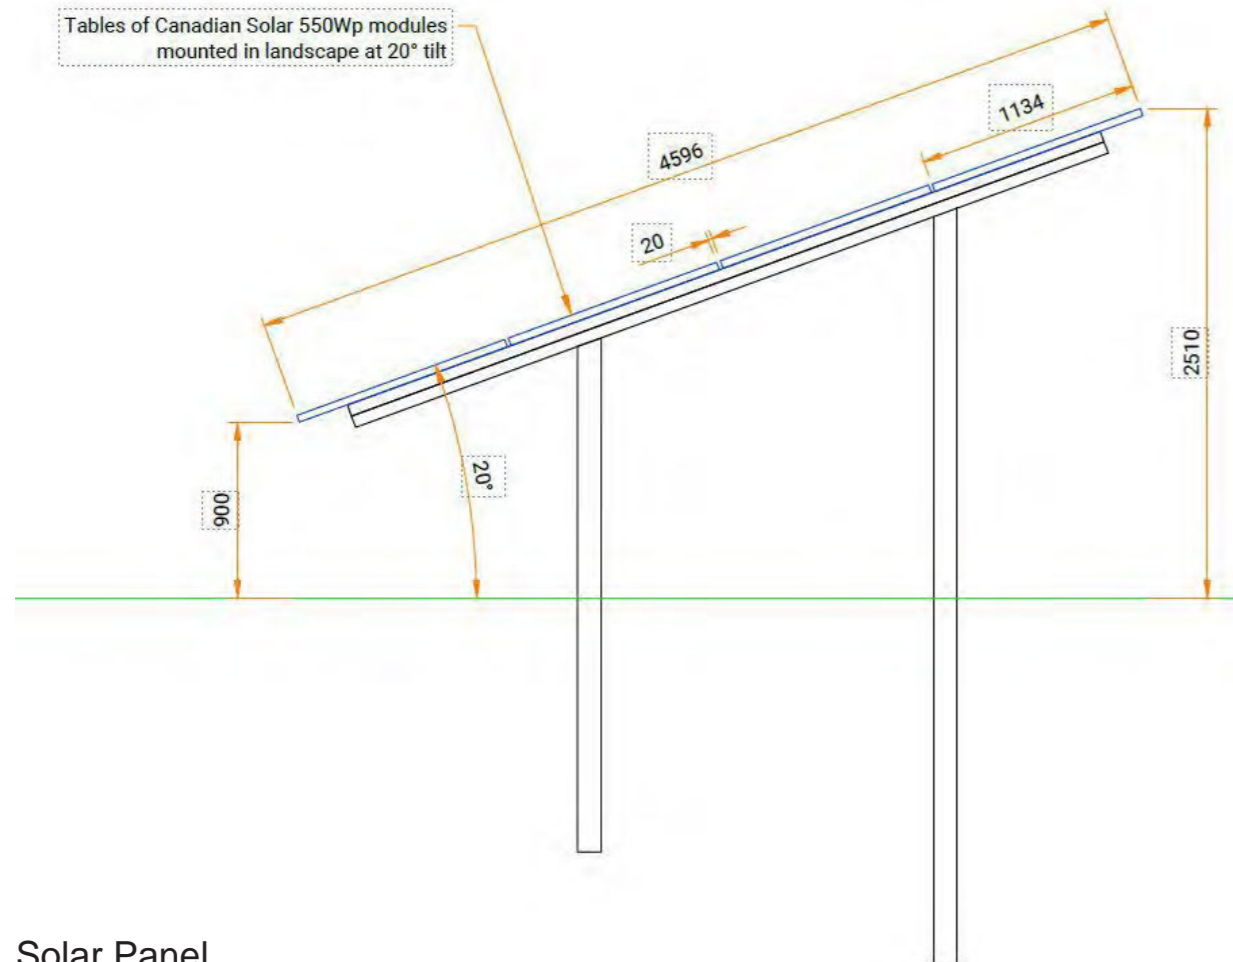 Tables of Canadian Solar 550Wp modules
mounted in landscape at 20° tilt
1134
4596
20
2510
20°
906
Solar Panel